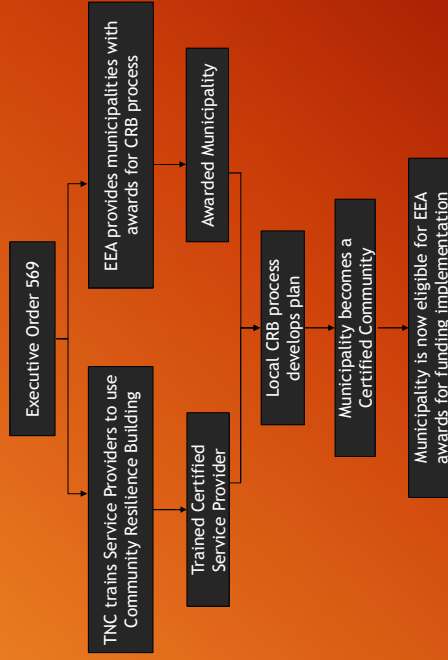 Executive Order 569
TNC trains Service Providers to use
Community Resilience Building
EEA provides municipalities with
awards for CRB process
Trained Certified
Service Provider
Awarded Municipality
Local CRB process
develops plan
Municipality becomes a
Certified Community
Municipality is now eligible for EEA
awards for funding implementation